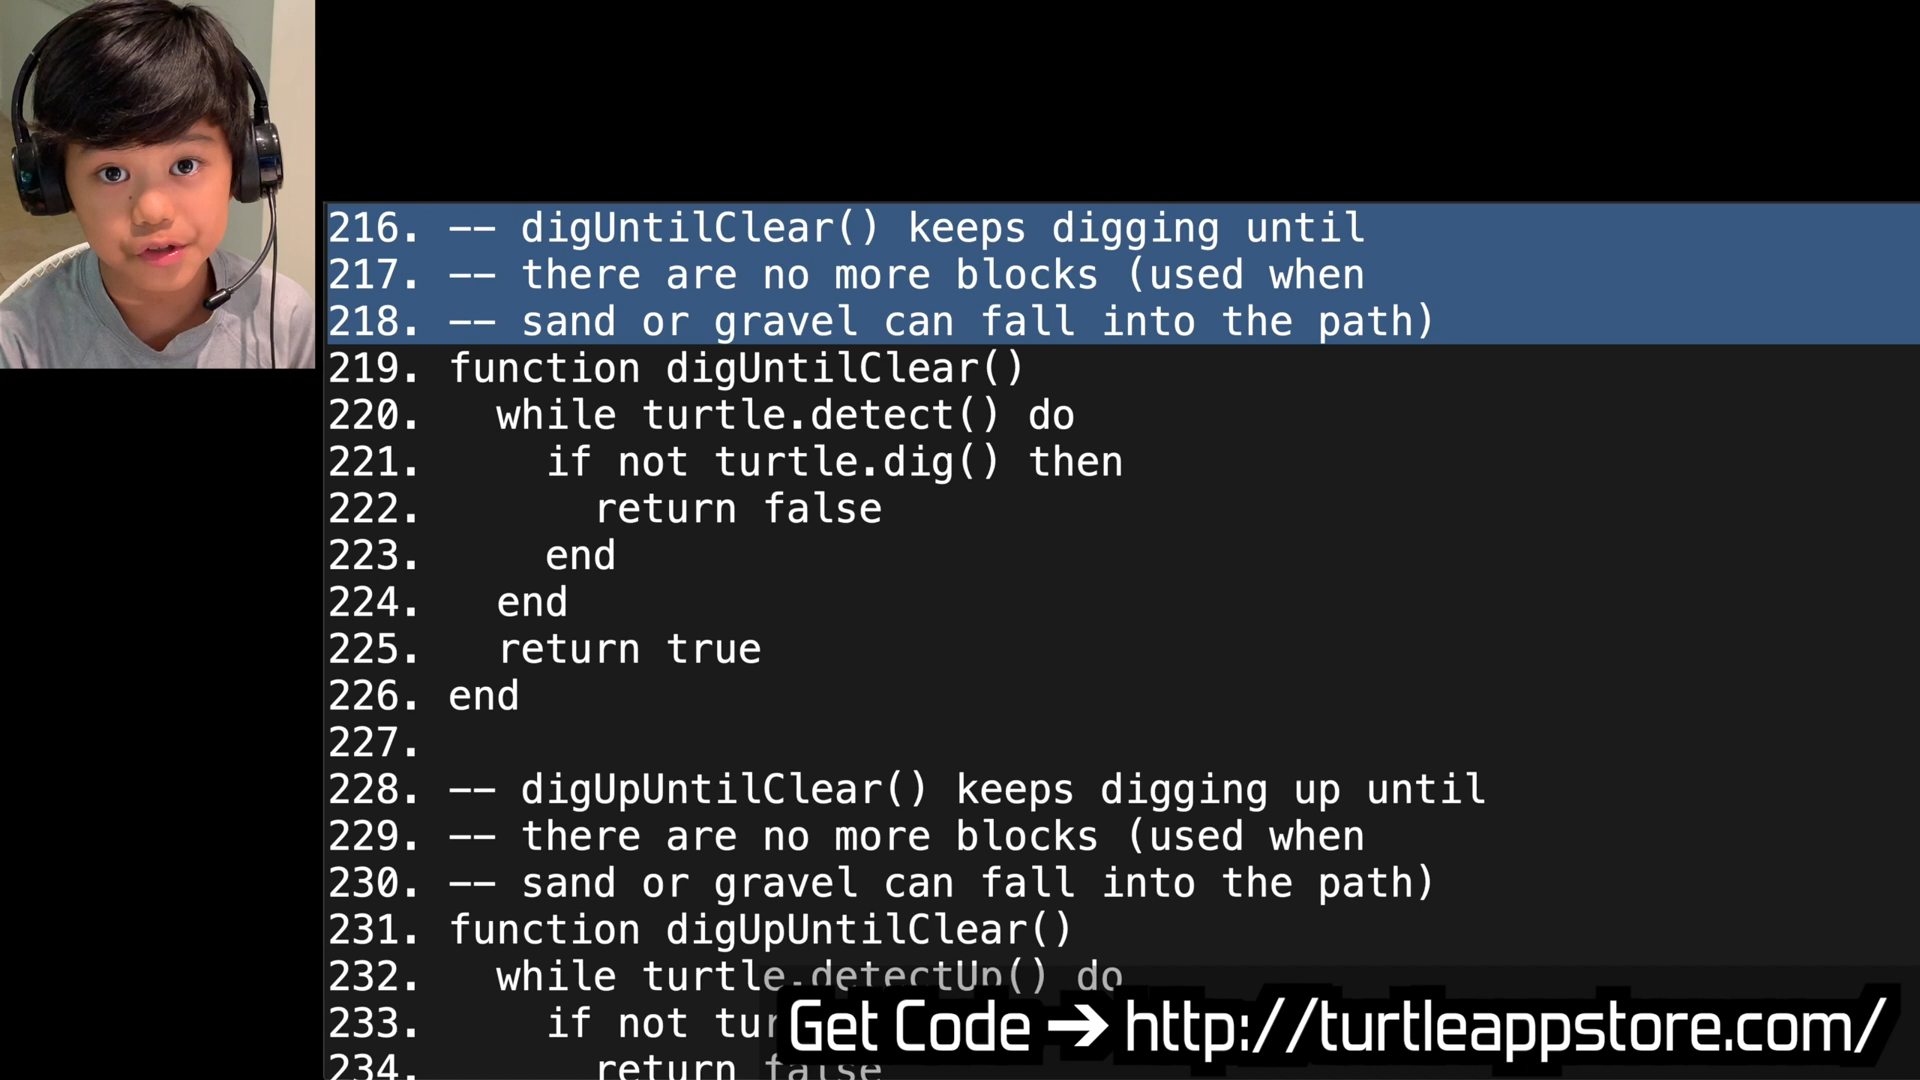 216. -- digUntilClear() keeps digging until
217. -- there are no more blocks (used when
218. -- sand or gravel can fall into the path)
219. function digUntilClear()
220. while turtle.detect() do
221. if not turtle.dig() then
222. return false
223. end
224. end
225. return true
226. end
227.
228. -- digUpUntilClear() keeps digging up until
229. -- there are no more blocks (used when
230. -- sand or gravel can fall into the path)
231. function digUpUntilClear()
232. while turtle.detectUp() do
233. if not tur
234. return false
Get Code ➔ http://turtleappstore.com/